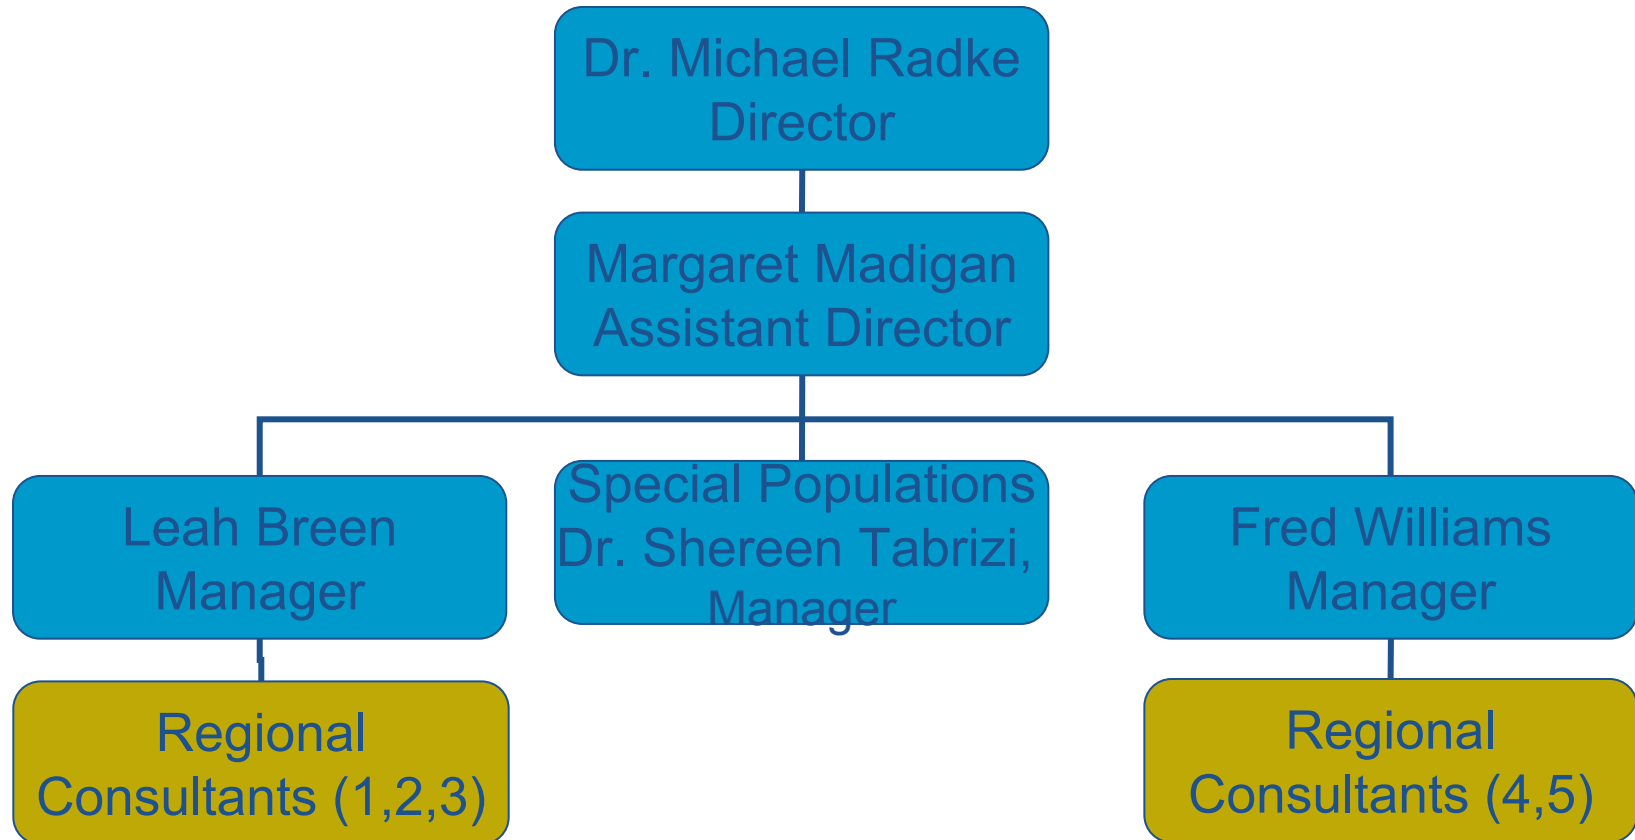 Dr. Michael Radke
Director
Margaret Madigan
Assistant Director
Leah Breen
Manager
Special Populations
Dr. Shereen Tabrizi,
Manager
Fred Williams
Manager
Regional
Consultants (1,2,3)
Regional
Consultants (4,5)